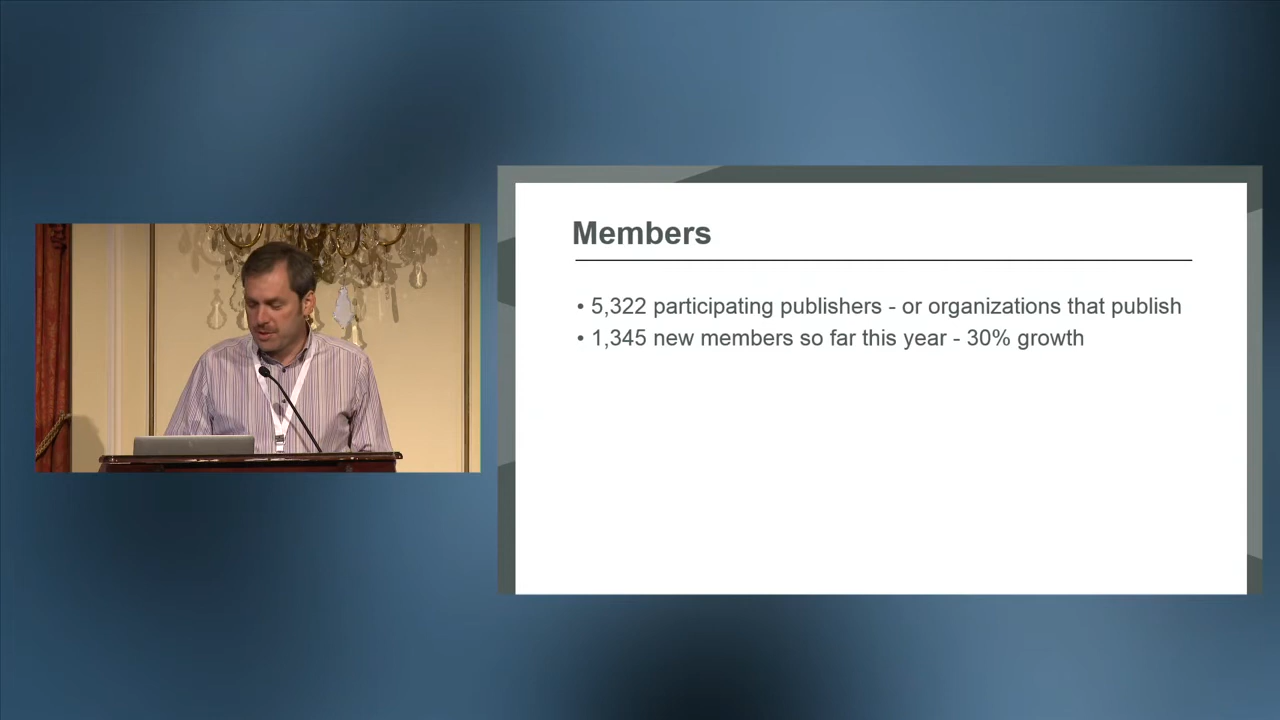 Members
• 5,322 participating publishers - or organizations that publish
• 1,345 new members so far this year - 30% growth